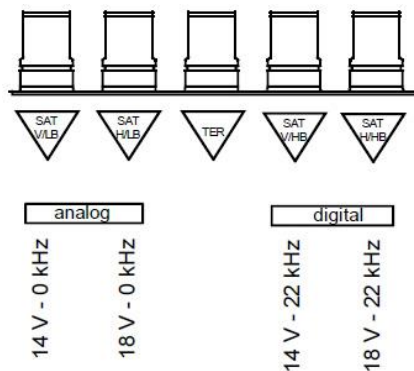 SAT
V/LB
SAT
H/LB
TER
SAT
V/HB
SAT
H/HB
analog
digital
14 V - 0 kHz
18 V - 0 kHz
14 V - 22 kHz
18 V - 22 kHz